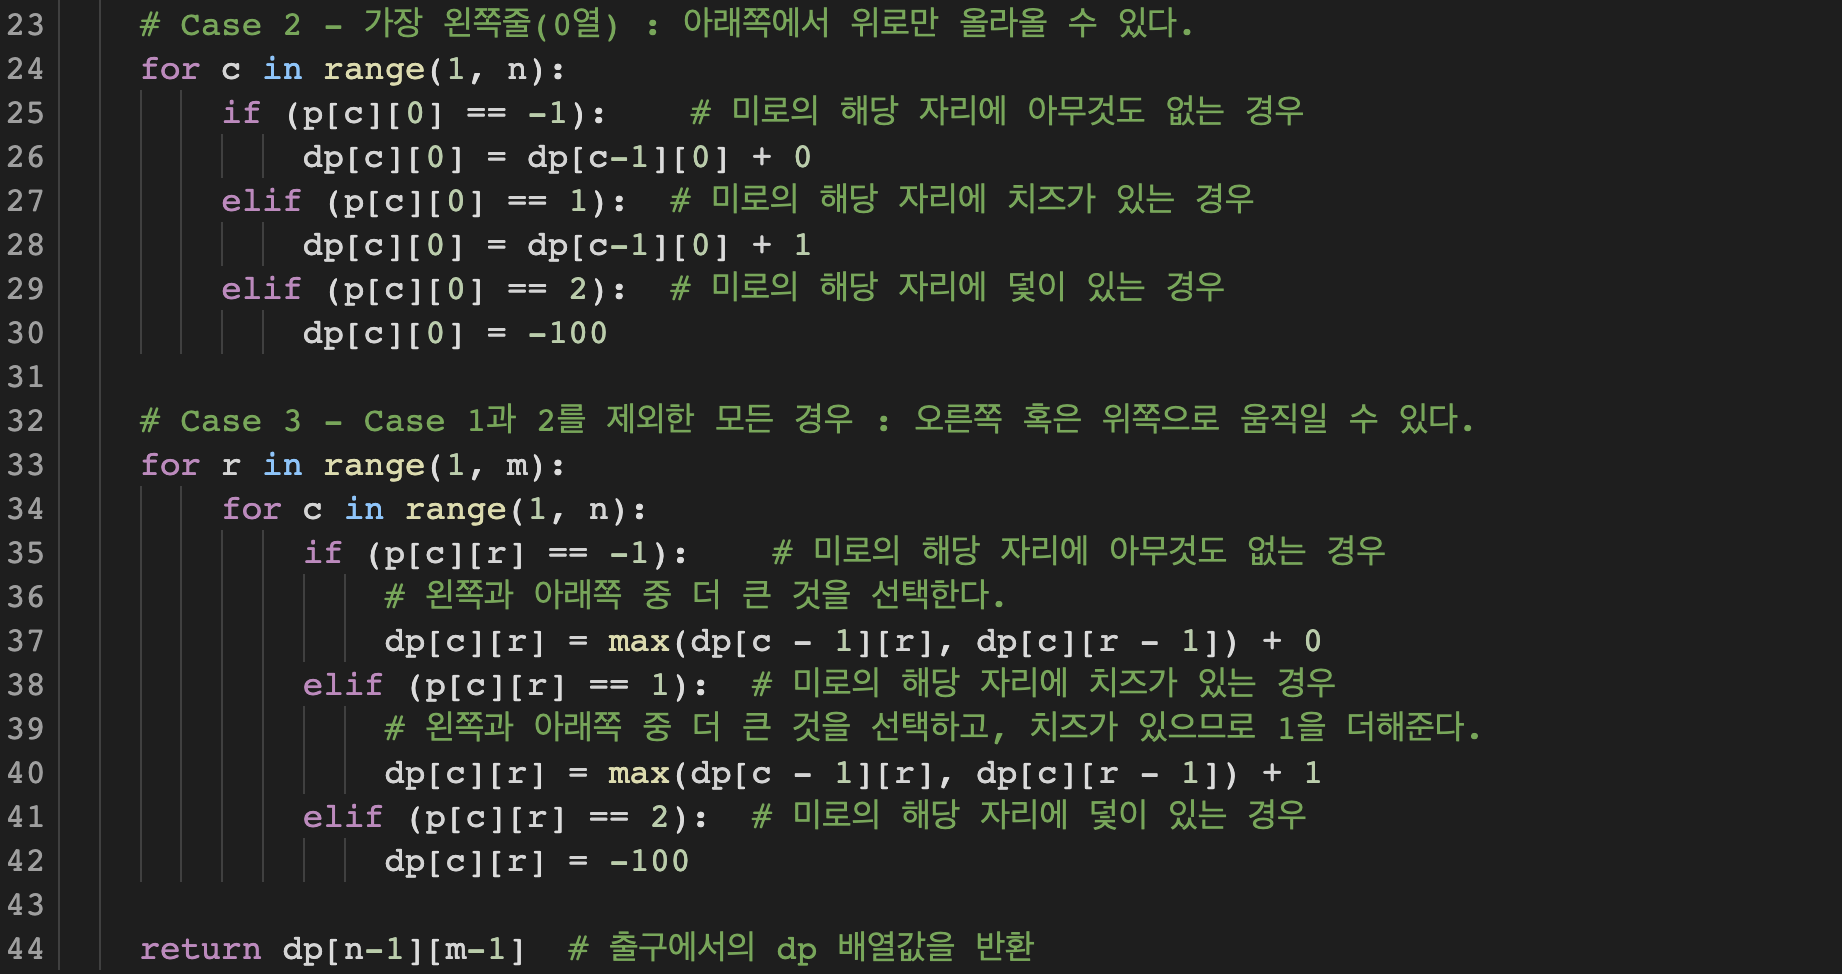 23 # Case 2 - 가장 왼쪽줄(0열) : 아래쪽에서 위로만 올라올 수 있다.
24 for c in range(1, n):
25 if (p[c][0] == -1): # 미로의 해당 자리에 아무것도 없는 경우
26 dp[c][0] = dp[c-1][0] + 0
27 elif (p[c][0] == 1): # 미로의 해당 자리에 치즈가 있는 경우
28 dp[c][0] = dp[c-1][0] + 1
29 elif (p[c][0] == 2): # 미로의 해당 자리에 덫이 있는 경우
30 dp[c][0] = -100
31
32 # Case 3 - Case 1과 2를 제외한 모든 경우 : 오른쪽 혹은 위쪽으로 움직일 수 있다.
33 for r in range(1, m):
34 for c in range(1, n):
35 if (p[c][r] == -1): # 미로의 해당 자리에 아무것도 없는 경우
36 # 왼쪽과 아래쪽 중 더 큰 것을 선택한다.
37 dp[c][r] = max(dp[c - 1][r], dp[c][r - 1]) + 0
38 elif (p[c][r] == 1): # 미로의 해당 자리에 치즈가 있는 경우
39 # 왼쪽과 아래쪽 중 더 큰 것을 선택하고, 치즈가 있으므로 1을 더해준다.
40 dp[c][r] = max(dp[c - 1][r], dp[c][r - 1]) + 1
41 elif (p[c][r] == 2): # 미로의 해당 자리에 덫이 있는 경우
42 dp[c][r] = -100
43
44 return dp[n-1][m-1] # 출구에서의 dp 배열값을 반환